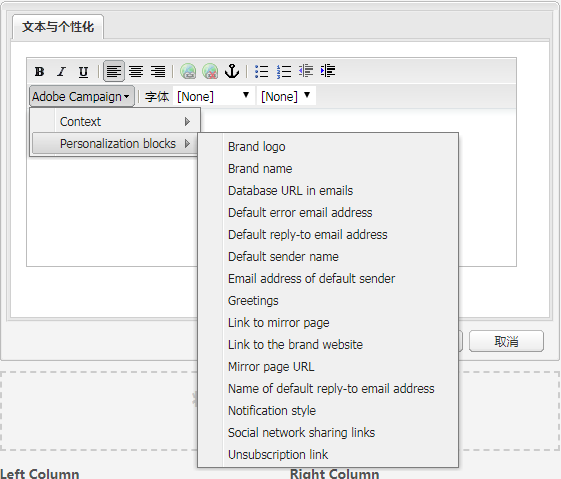 文本与个性化
B I U
Adobe Campaign 字体 [None] [None]
Context
Personalization blocks
Brand logo
Brand name
Database URL in emails
Default error email address
Default reply-to email address
Default sender name
Email address of default sender
Greetings
Link to mirror page
Link to the brand website
Mirror page URL
Name of default reply-to email address
Notification style
Social network sharing links
Unsubscription link
取消
Left Column Right Column